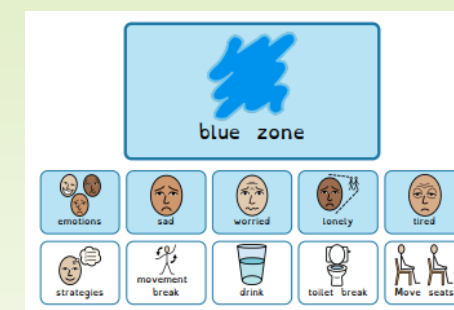 blue zone
emotions sad worried lonely tired
strategies movement break drink toilet break Move seats